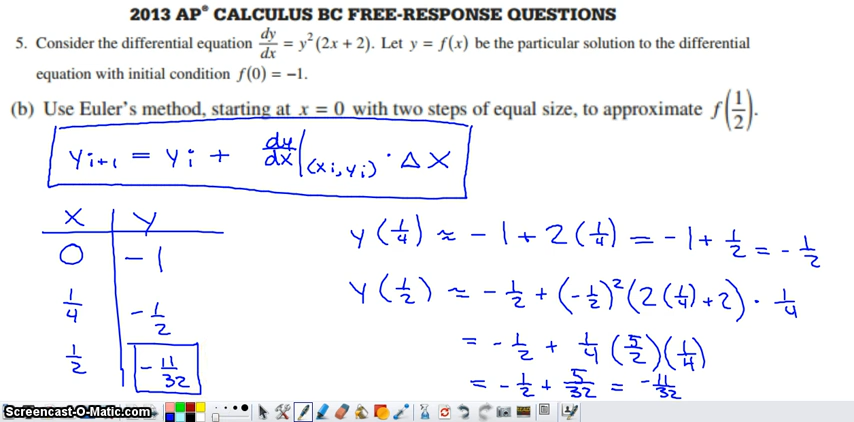 2013 AP® CALCULUS BC FREE-RESPONSE QUESTIONS
5. Consider the differential equation dy/dx = y²(2x + 2). Let y = f(x) be the particular solution to the differential
equation with initial condition f(0) = −1.
(b) Use Euler's method, starting at x = 0 with two steps of equal size, to approximate f(1/2).
y_{i+1} = y_i + dy/dx|_(x_i, y_i) · Δx
x y
0 −1
1/4 −1/2
1/2 −11/32
y(1/4) ≈ −1 + 2(1/4) = −1 + 1/2 = −1/2
y(1/2) ≈ −1/2 + (−1/2)²(2(1/4)+2) · 1/4
= −1/2 + 1/4 (5/2)(1/4)
= −1/2 + 5/32 = −11/32
Screencast-O-Matic.com